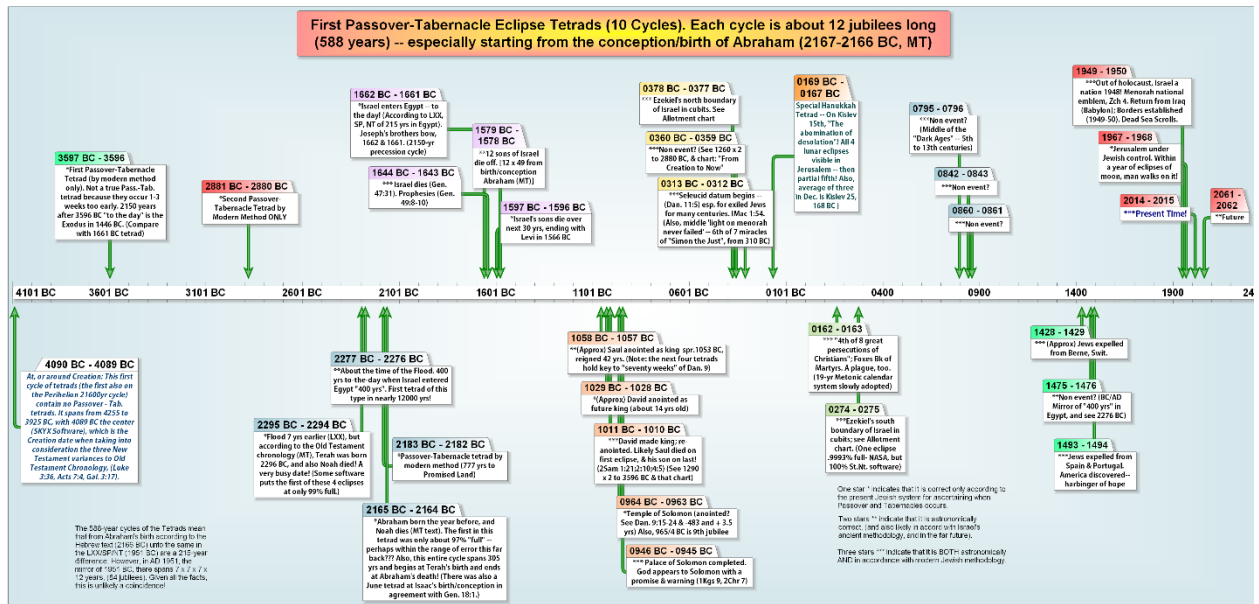 First Passover-Tabernacle Eclipse Tetrads (10 Cycles). Each cycle is about 12 jubilees long
(588 years) -- especially starting from the conception/birth of Abraham (2167-2166 BC, MT)
3597 BC - 3596
*First Passover-Tabernacle
Tetrad (by modern method
only). Not a true Pass.-Tab.
tetrad because they occur 1-3
weeks too early. 2150 years
after 3596 BC "to the day" is the
Exodus in 1446 BC. (Compare
with 1661 BC tetrad)
2881 BC - 2880 BC
*Second Passover-
Tabernacle Tetrad by
Modern Method ONLY
1662 BC - 1661 BC
*Israel enters Egypt -- to
the day! (According to LXX,
SP, NT of 215 yrs in Egypt).
Joseph's brothers bow,
1662 & 1661. (2150-yr
precession cycle)
1644 BC - 1643 BC
*Israel dies (Gen.
47:31). Prophesies (Gen.
49:8-10)
1579 BC -
1578 BC
**12 sons of Israel
die off. [12 x 49 from
birth/conception
Abraham (MT)]
1597 BC - 1596 BC
*Israel's sons die over
next 30 yrs, ending with
Levi in 1566 BC
0378 BC - 0377 BC
*** Ezekiel's north boundary
of Israel in cubits. See
Allotment chart
0360 BC - 0359 BC
***Non event? (See 1260 x 2
to 2880 BC, & chart: "From
Creation to Now"
0313 BC - 0312 BC
***Seleucid datum begins --
(Dan. 11:5) esp. for exiled Jews
for many centuries. IMac 1:54.
(Also, middle 'light on menorah
never failed' -- 6th of 7 miracles
of "Simon the Just", from 310 BC)
0169 BC -
0167 BC
Special Hanukkah
Tetrad -- On Kislev
15th, "The
abomination of
desolation"! All 4
lunar eclipses
visible in
Jerusalem -- then
partial fifth! Also,
average of three
in Dec. is Kislev 25,
168 BC )
0795 - 0796
***Non event?
(Middle of the
"Dark Ages" -- 5th
to 13th centuries)
0842 - 0843
***Non event?
0860 - 0861
***Non event?
1949 - 1950
***Out of holocaust, Israel a
nation 1948! Menorah national
emblem, Zch 4. Return from Iraq
(Babylon); Borders established
(1949-50). Dead Sea Scrolls.
1967 - 1968
*Jerusalem under
Jewish control. Within
a year of eclipses of
moon, man walks on it!
2014 - 2015
***Present Time!
2061 -
2062
**Future
4101 BC 3601 BC 3101 BC 2601 BC 2101 BC 1601 BC 1101 BC 0601 BC 0101 BC 0400 0900 1400 1900 24
4090 BC - 4089 BC
At, or around Creation: This first
cycle of tetrads (the first also on
the Perihelion 21600yr cycle)
contain no Passover - Tab.
tetrads. It spans from 4255 to
3925 BC, with 4089 BC the center
(SKYX Software), which is the
Creation date when taking into
consideration the three New
Testament variances to Old
Testament Chronology, (Luke
3:36, Acts 7:4, Gal. 3:17).
2277 BC - 2276 BC
**About the time of the Flood. 400
yrs-to-the-day when Israel entered
Egypt "400 yrs". First tetrad of this
type in nearly 12000 yrs!
2295 BC - 2294 BC
*Flood 7 yrs earlier (LXX), but
according to the Old Testament
chronology (MT), Terah was born
2296 BC, and also Noah died! A
very busy date! (Some software
puts the first of these 4 eclipses
at only 99% full.)
2183 BC - 2182 BC
*Passover-Tabernacle tetrad
by modern method (777 yrs to
Promised Land)
2165 BC - 2164 BC
*Abraham born the year before, and
Noah dies (MT text). The first in this
tetrad was only about 97% "full" --
perhaps within the range of error this
far back??? Also, this entire cycle spans 305
yrs and begins at Terah's birth and ends
at Abraham's death! (There was also a
June tetrad at Isaac's birth/conception in
agreement with Gen. 18:1.)
1058 BC - 1057 BC
**(Approx) Saul anointed as king spr.1053 BC,
reigned 42 yrs. (Note: the next four tetrads
hold key to "seventy weeks" of Dan. 9)
1029 BC - 1028 BC
*(Approx) David anointed as
future king (about 14 yrs old)
1011 BC - 1010 BC
***David made king; re-
anointed. Likely Saul died on
first eclipse, & his son on last!
(2Sam 1:21;2:10;4:5) (See 1290
x 2 to 3596 BC & that chart)
0964 BC - 0963 BC
*Temple of Solomon (anointed?
See Dan. 9:15-24 & -483 and + 3.5
yrs) Also, 965/4 BC is 9th jubilee
0946 BC - 0945 BC
*** Palace of Solomon completed.
God appears to Solomon with a
promise & warning (1Kgs 9, 2Chr 7)
0162 - 0163
***"4th of 8 great
persecutions of
Christians"; Foxes Bk of
Martyrs. A plague, too.
(19-yr Metonic calendar
system slowly adopted)
0274 - 0275
***Ezekiel's south
boundary of Israel in
cubits; see Allotment
chart. (One eclipse
.9993% full- NASA, but
100% St.Nt. software)
1428 - 1429
*** (Approx) Jews expelled
from Berne, Swit.
1475 - 1476
**Non event? (BC/AD
Mirror of "400 yrs" in
Egypt, and see 2276 BC)
1493 - 1494
***Jews expelled from
Spain & Portugal.
America discovered--
harbinger of hope
The 588-year cycles of the Tetrads mean
that from Abraham's birth according to the
Hebrew text (2166 BC) unto the same in
the LXX/SP/NT (1951 BC) are a 215-year
difference. However, in AD 1951, the
mirror of 1951 BC, there spans 7 x 7 x 7 x
12 years, (84 jubilees). Given all the facts,
this is unlikely a coincidence!
One star * indicates that it is correct only according to
the present Jewish system for ascertaining when
Passover and Tabernacles occurs.
Two stars ** indicate that it is astronomically
correct, (and also likely in accord with Israel's
ancient methodology, and in the far future).
Three stars *** indicate that it is BOTH astronomically
AND in accordance with modern Jewish methodology.